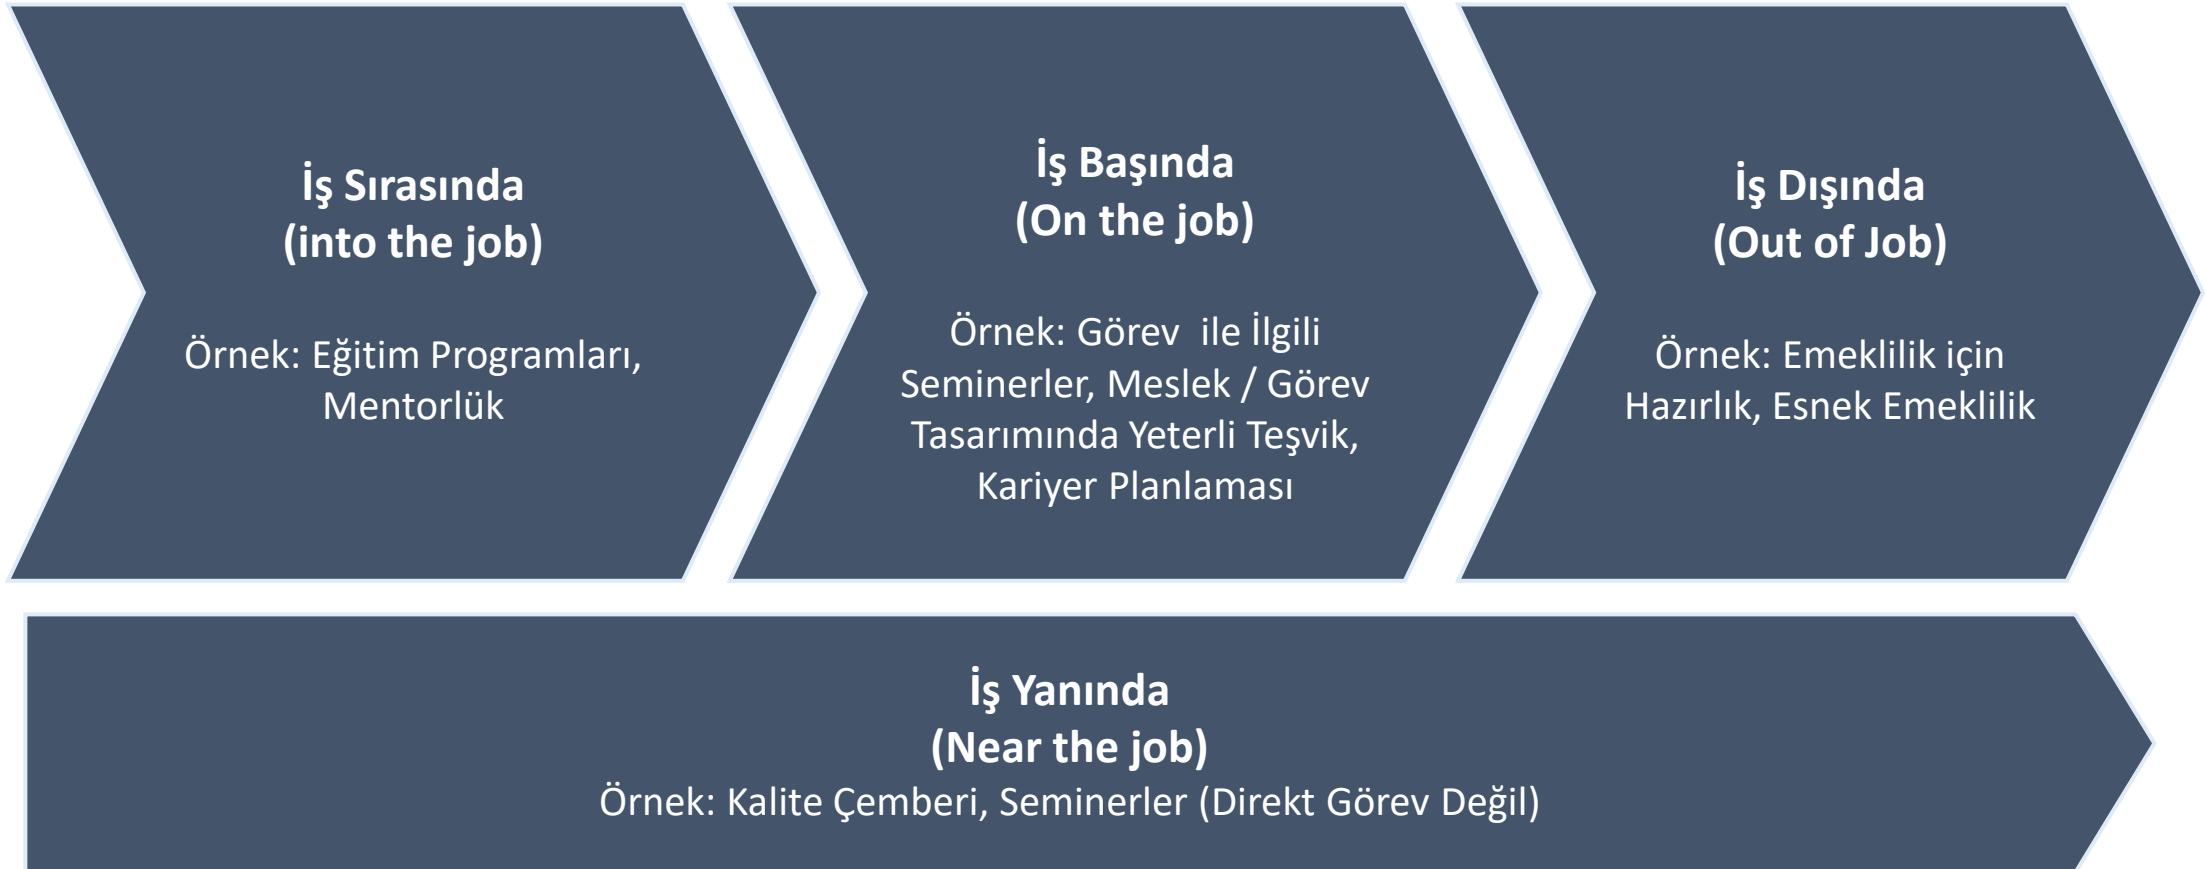 İş Sırasında
(into the job)
Örnek: Eğitim Programları,
Mentorlük
İş Başında
(On the job)
Örnek: Görev  ile İlgili
Seminerler, Meslek / Görev
Tasarımında Yeterli Teşvik,
Kariyer Planlaması
İş Dışında
(Out of Job)
Örnek: Emeklilik için
Hazırlık, Esnek Emeklilik
İş Yanında
(Near the job)
Örnek: Kalite Çemberi, Seminerler (Direkt Görev Değil)